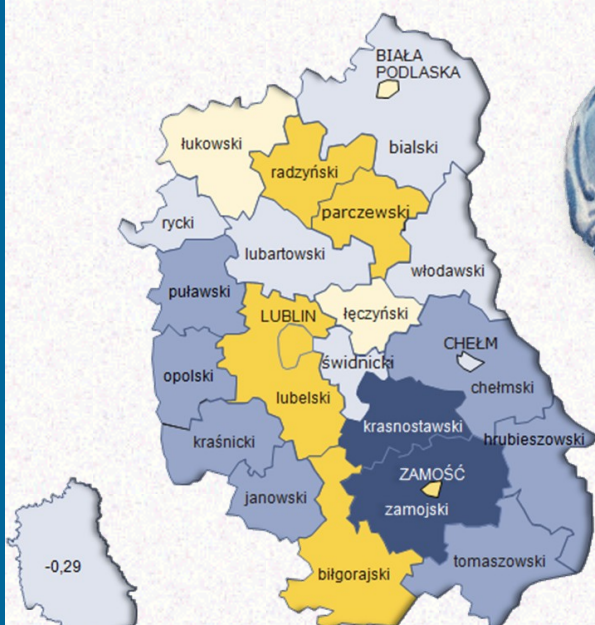 BIAŁA
PODLASKA
łukowski
bialski
radzyński
parczewski
rycki
lubartowski
włodawski
puławski
LUBLIN
łęczyński
CHEŁM
świdnicki
opolski
chełmski
lubelski
krasnostawski
hrubieszowski
kraśnicki
ZAMOŚĆ
janowski
zamojski
tomaszowski
-0,29
biłgorajski